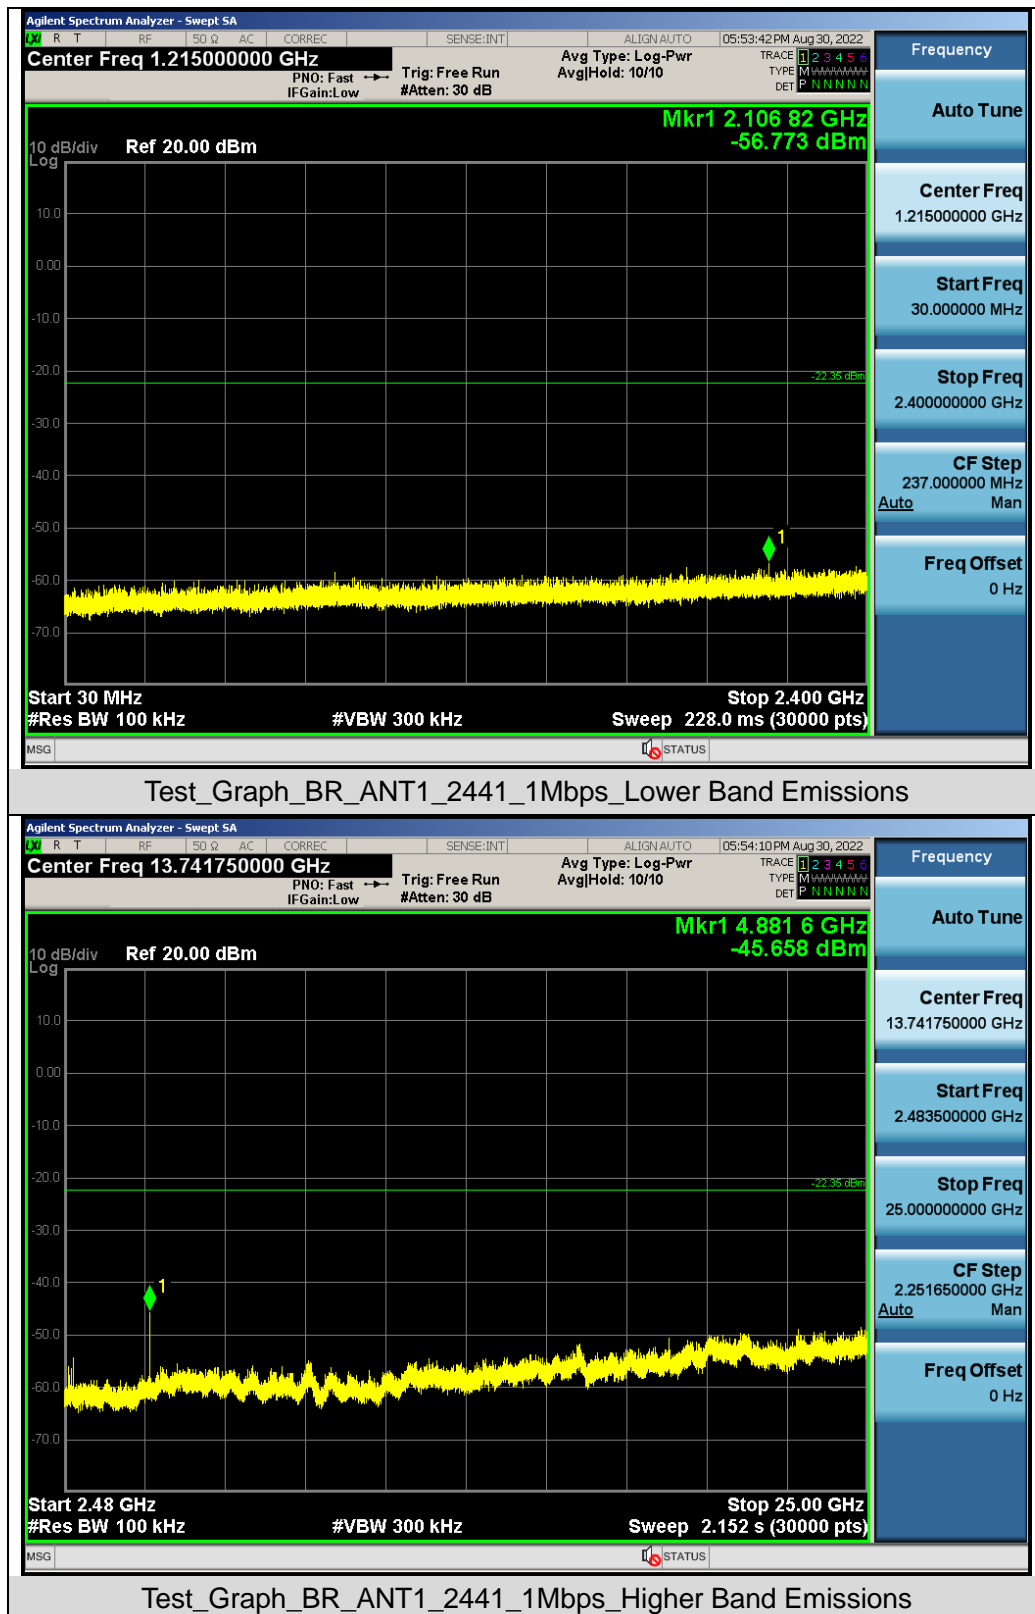 Agilent Spectrum Analyzer - Swept SA
LXI R T RF 50 Ω AC CORREC SENSE:INT ALIGN AUTO 05:53:42 PM Aug 30, 2022
Center Freq 1.215000000 GHz
PNO: Fast
IFGain:Low
Trig: Free Run
#Atten: 30 dB
Avg Type: Log-Pwr
Avg|Hold: 10/10
TRACE 1 2 3 4 5 6
TYPE M
DET P N N N N N
Mkr1 2.106 82 GHz
-56.773 dBm
10 dB/div Ref 20.00 dBm
Log
10.0
0.00
-10.0
-20.0
-22.35 dBm
-30.0
-40.0
-50.0
1
-60.0
-70.0
Start 30 MHz Stop 2.400 GHz
#Res BW 100 kHz #VBW 300 kHz Sweep 228.0 ms (30000 pts)
MSG STATUS
Frequency
Auto Tune
Center Freq
1.215000000 GHz
Start Freq
30.000000 MHz
Stop Freq
2.400000000 GHz
CF Step
237.000000 MHz
Auto Man
Freq Offset
0 Hz
Test_Graph_BR_ANT1_2441_1Mbps_Lower Band Emissions
Agilent Spectrum Analyzer - Swept SA
LXI R T RF 50 Ω AC CORREC SENSE:INT ALIGN AUTO 05:54:10 PM Aug 30, 2022
Center Freq 13.741750000 GHz
PNO: Fast
IFGain:Low
Trig: Free Run
#Atten: 30 dB
Avg Type: Log-Pwr
Avg|Hold: 10/10
TRACE 1 2 3 4 5 6
TYPE M
DET P N N N N N
Mkr1 4.881 6 GHz
-45.658 dBm
10 dB/div Ref 20.00 dBm
Log
10.0
0.00
-10.0
-20.0
-22.35 dBm
-30.0
-40.0
1
-50.0
-60.0
-70.0
Start 2.48 GHz Stop 25.00 GHz
#Res BW 100 kHz #VBW 300 kHz Sweep 2.152 s (30000 pts)
MSG STATUS
Frequency
Auto Tune
Center Freq
13.741750000 GHz
Start Freq
2.483500000 GHz
Stop Freq
25.000000000 GHz
CF Step
2.251650000 GHz
Auto Man
Freq Offset
0 Hz
Test_Graph_BR_ANT1_2441_1Mbps_Higher Band Emissions